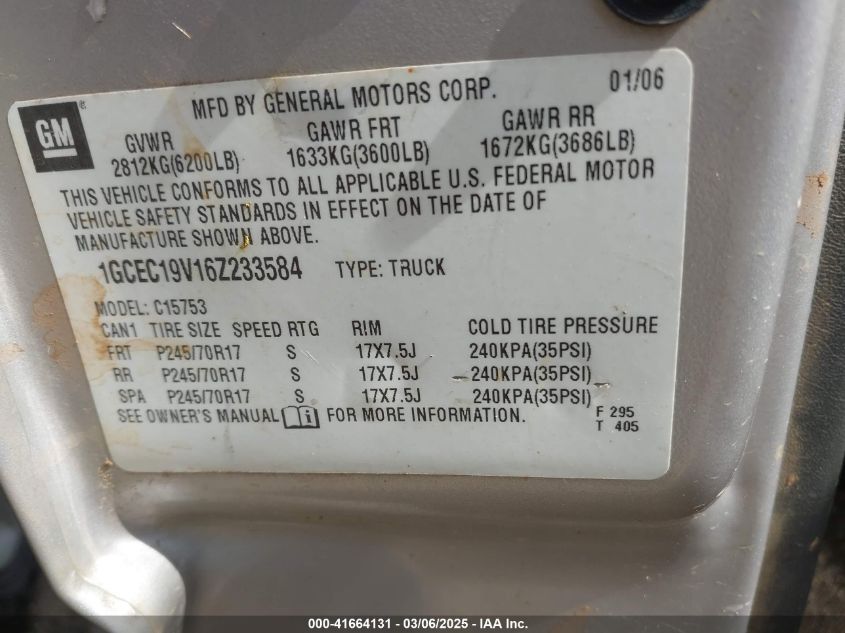 GM ®
MFD BY GENERAL MOTORS CORP. 01/06
GVWR GAWR FRT GAWR RR
2812KG(6200LB) 1633KG(3600LB) 1672KG(3686LB)
THIS VEHICLE CONFORMS TO ALL APPLICABLE U.S. FEDERAL MOTOR
VEHICLE SAFETY STANDARDS IN EFFECT ON THE DATE OF
MANUFACTURE SHOWN ABOVE.
1GCEC19V16Z233584 TYPE: TRUCK
MODEL: C15753
CAN1 TIRE SIZE SPEED RTG RIM COLD TIRE PRESSURE
FRT P245/70R17 S 17X7.5J 240KPA(35PSI)
RR P245/70R17 S 17X7.5J 240KPA(35PSI)
SPA P245/70R17 S 17X7.5J 240KPA(35PSI)
SEE OWNER'S MANUAL i FOR MORE INFORMATION. F 295
T 405
000-41664131 - 03/06/2025 - IAA Inc.